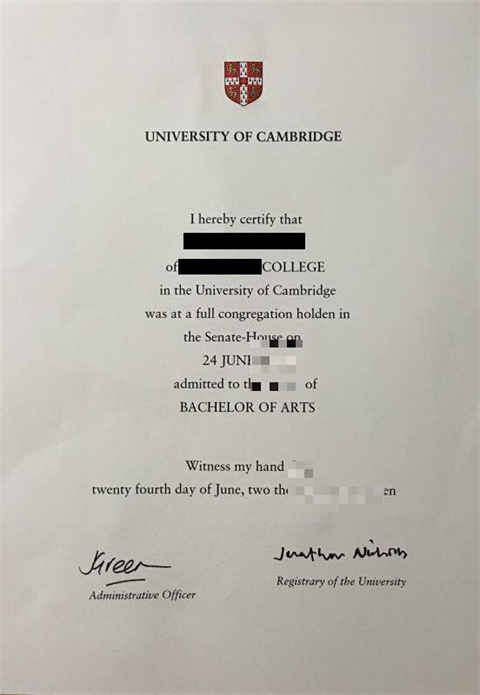 UNIVERSITY OF CAMBRIDGE
I hereby certify that
of COLLEGE
in the University of Cambridge
was at a full congregation holden in
the Senate-House on
24
admitted to of
BACHELOR OF ARTS
Witness my hand
twenty fourth day of June, two
Administrative Officer
Jonathan Nicholls
Registrary of the University